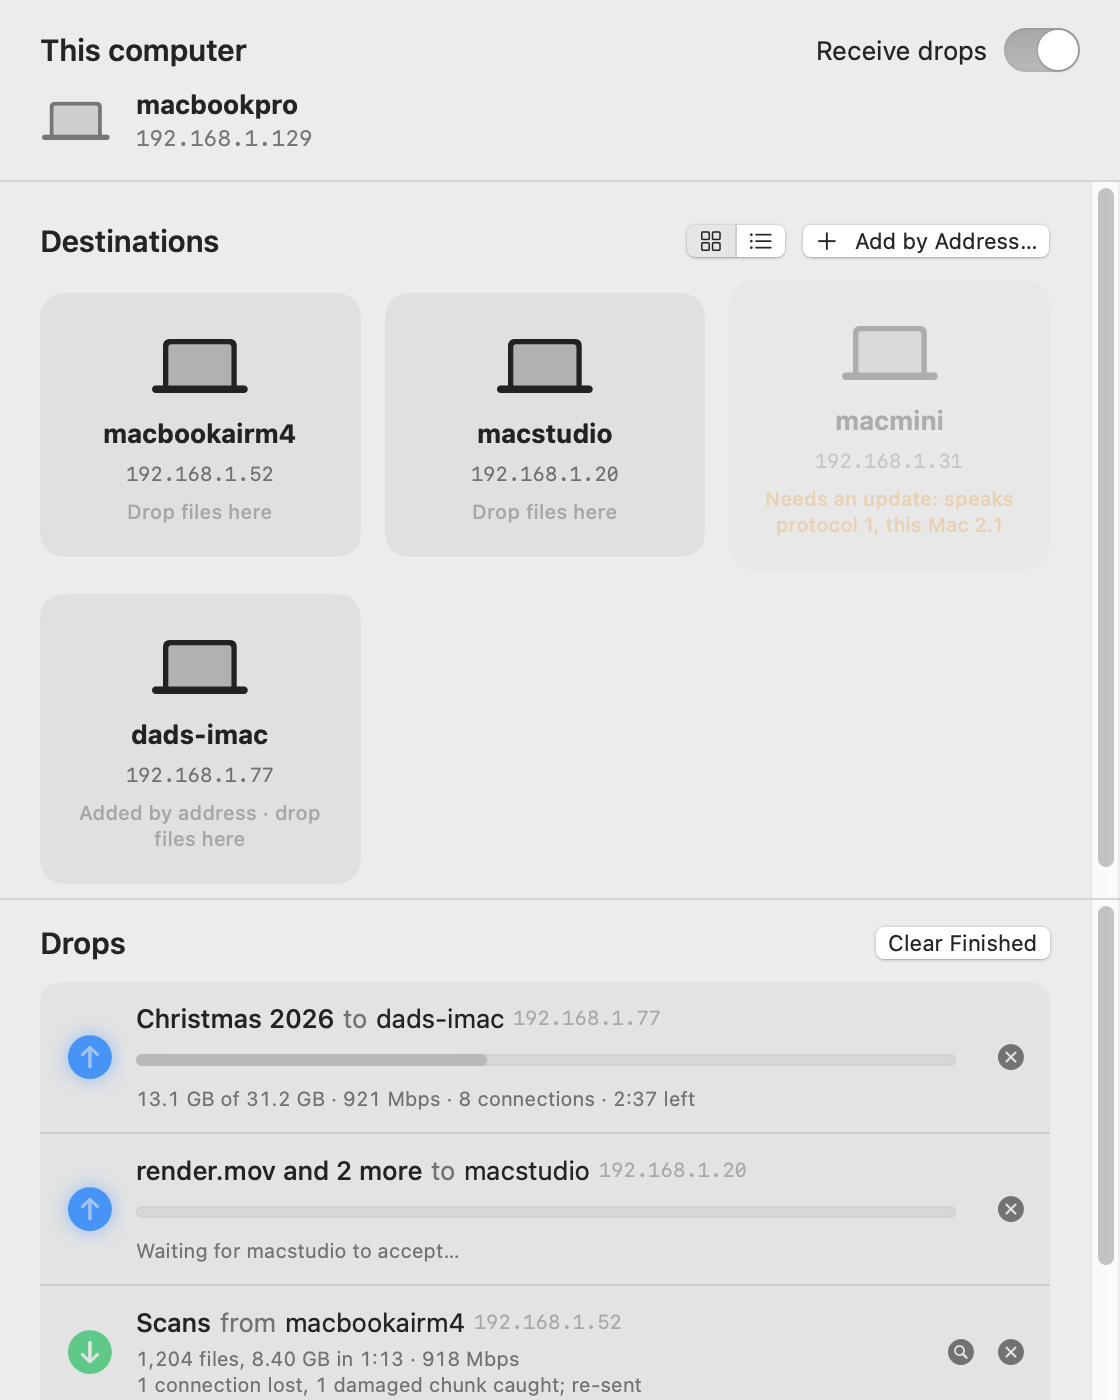 This computer
Receive drops
macbookpro
192.168.1.129
Destinations
Add by Address...
macbookairm4
192.168.1.52
Drop files here
macstudio
192.168.1.20
Drop files here
macmini
192.168.1.31
Needs an update: speaks
protocol 1, this Mac 2.1
dads-imac
192.168.1.77
Added by address · drop
files here
Drops
Clear Finished
Christmas 2026 to dads-imac 192.168.1.77
13.1 GB of 31.2 GB · 921 Mbps · 8 connections · 2:37 left
render.mov and 2 more to macstudio 192.168.1.20
Waiting for macstudio to accept...
Scans from macbookairm4 192.168.1.52
1,204 files, 8.40 GB in 1:13 · 918 Mbps
1 connection lost, 1 damaged chunk caught; re-sent